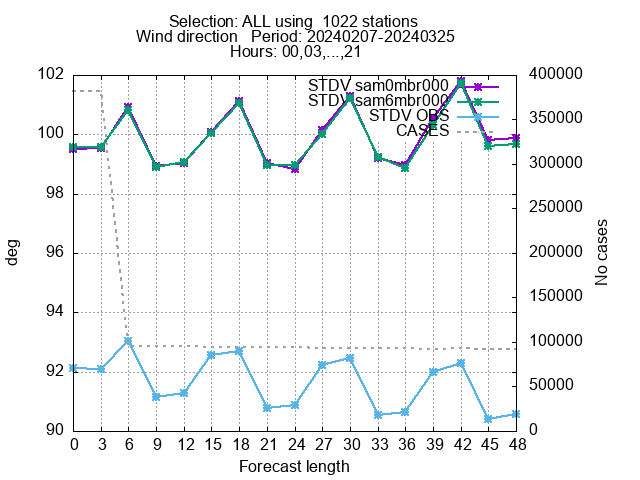 Selection: ALL using  1022 stations
Wind direction   Period: 20240207-20240325
Hours: 00,03,...,21
STDV sam0mbr000
STDV sam6mbr000
STDV OBS
CASES
102
100
98
96
94
92
90
400000
350000
300000
250000
200000
150000
100000
50000
0
deg
No cases
0 3 6 9 12 15 18 21 24 27 30 33 36 39 42 45 48
Forecast length